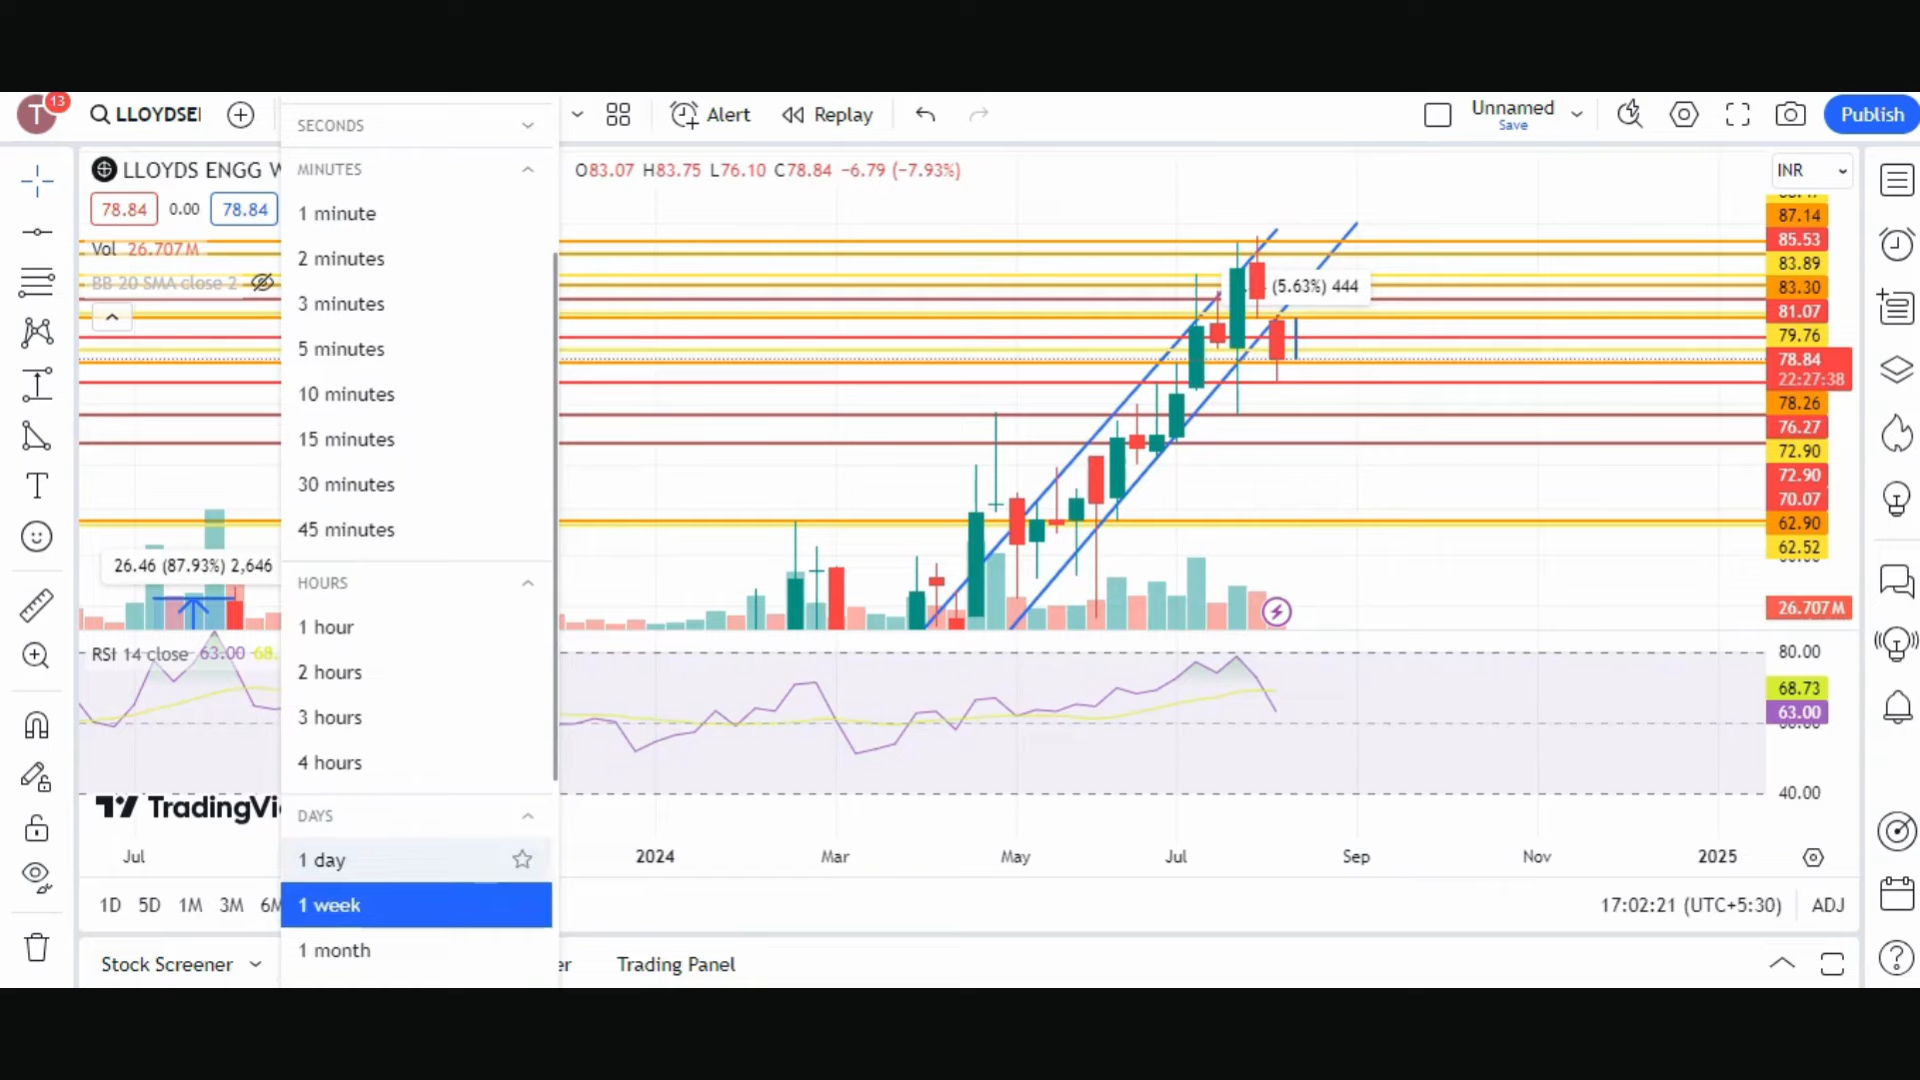 T 13 LLOYDSEI Alert Replay Unnamed Save Publish
SECONDS
LLOYDS ENGG W O83.07 H83.75 L76.10 C78.84 −6.79 (−7.93%) INR
78.84 0.00 78.84
Vol 26.707M
BB 20 SMA close 2
MINUTES
1 minute
2 minutes
3 minutes
5 minutes
10 minutes
15 minutes
30 minutes
45 minutes
HOURS
1 hour
2 hours
3 hours
4 hours
DAYS
1 day
1 week
1 month
(5.63%) 444
26.46 (87.93%) 2,646
RSI 14 close 63.00 68.
87.14
85.53
83.89
83.30
81.07
79.76
78.84
22:27:38
78.26
76.27
72.90
72.90
70.07
62.90
62.52
26.707M
80.00
68.73
63.00
40.00
TradingVi
Jul 2024 Mar May Jul Sep Nov 2025
1D 5D 1M 3M 6M 17:02:21 (UTC+5:30) ADJ
Stock Screener er Trading Panel